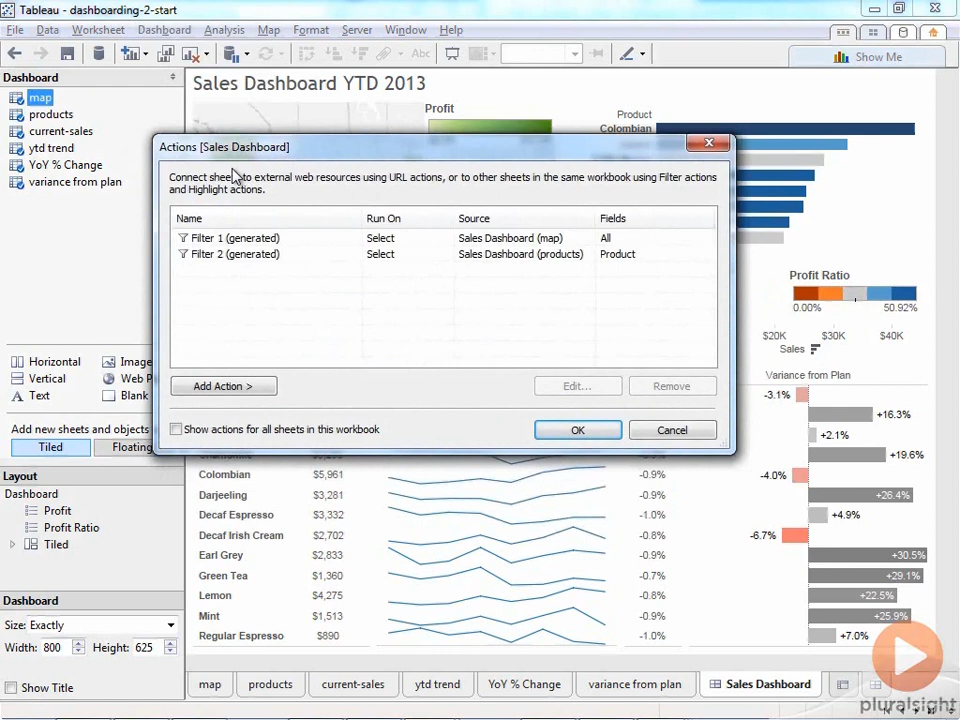 Tableau - dashboarding-2-start
File Data Worksheet Dashboard Analysis Map Format Server Window Help
Abc
Show Me
Dashboard
map
products
current-sales
ytd trend
YoY % Change
variance from plan
Horizontal
Image
Vertical
Web P
Text
Blank
Add new sheets and objects
Tiled
Floating
Layout
Dashboard
Profit
Profit Ratio
Tiled
Dashboard
Size: Exactly
Width: 800 Height: 625
Show Title
Sales Dashboard YTD 2013
Profit
Product
Colombian
Actions [Sales Dashboard]
Connect sheets to external web resources using URL actions, or to other sheets in the same workbook using Filter actions
and Highlight actions.
Name Run On Source Fields
Filter 1 (generated) Select Sales Dashboard (map) All
Filter 2 (generated) Select Sales Dashboard (products) Product
Add Action >
Edit...
Remove
Show actions for all sheets in this workbook
OK
Cancel
Profit Ratio
0.00% 50.92%
$20K $30K $40K
Sales
Variance from Plan
Colombian $5,961 -0.9%
Darjeeling $3,281 -0.9%
Decaf Espresso $3,332 -1.0%
Decaf Irish Cream $2,702 -0.8%
Earl Grey $2,833 -0.9%
Green Tea $1,360 -0.7%
Lemon $4,275 -0.8%
Mint $1,513 -0.9%
Regular Espresso $890 -1.0%
-3.1%
+16.3%
+2.1%
+19.6%
-4.0%
+26.4%
+4.9%
-6.7%
+30.5%
+29.1%
+22.5%
+25.9%
+7.0%
map products current-sales ytd trend YoY % Change variance from plan Sales Dashboard
pluralsight